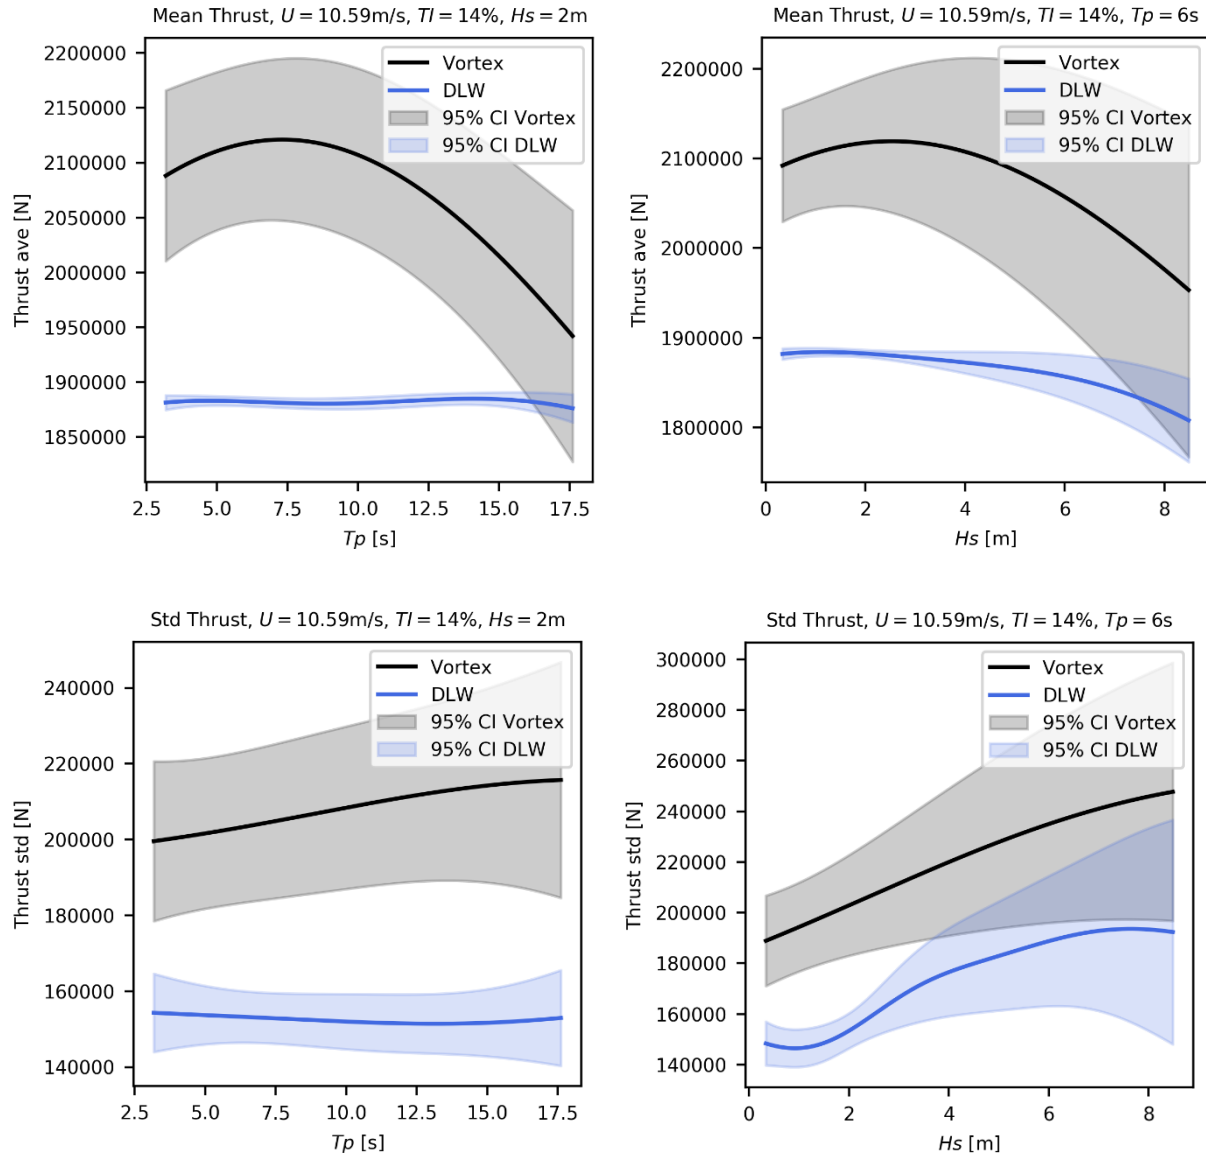 Mean Thrust, U = 10.59m/s, TI = 14%, Hs = 2m
Thrust ave [N]
2200000
2150000
2100000
2050000
2000000
1950000
1900000
1850000
Vortex
DLW
95% CI Vortex
95% CI DLW
2.5 5.0 7.5 10.0 12.5 15.0 17.5
Tp [s]
Mean Thrust, U = 10.59m/s, TI = 14%, Tp = 6s
Thrust ave [N]
2200000
2100000
2000000
1900000
1800000
Vortex
DLW
95% CI Vortex
95% CI DLW
0 2 4 6 8
Hs [m]
Std Thrust, U = 10.59m/s, TI = 14%, Hs = 2m
Thrust std [N]
240000
220000
200000
180000
160000
140000
Vortex
DLW
95% CI Vortex
95% CI DLW
2.5 5.0 7.5 10.0 12.5 15.0 17.5
Tp [s]
Std Thrust, U = 10.59m/s, TI = 14%, Tp = 6s
Thrust std [N]
300000
280000
260000
240000
220000
200000
180000
160000
140000
Vortex
DLW
95% CI Vortex
95% CI DLW
0 2 4 6 8
Hs [m]